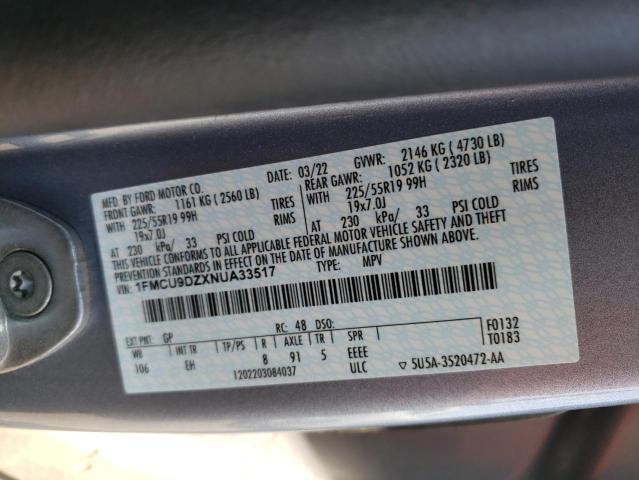 MFD. BY FORD MOTOR CO.
DATE: 03/22 GVWR: 2146 KG ( 4730 LB)
FRONT GAWR: 1161 KG ( 2560 LB) REAR GAWR: 1052 KG ( 2320 LB)
WITH 225/55R19 99H TIRES WITH 225/55R19 99H TIRES
19x7.0J RIMS 19x7.0J RIMS
AT 230 kPa/ 33 PSI COLD AT 230 kPa/ 33 PSI COLD
THIS VEHICLE CONFORMS TO ALL APPLICABLE FEDERAL MOTOR VEHICLE SAFETY AND THEFT
PREVENTION STANDARDS IN EFFECT ON THE DATE OF MANUFACTURE SHOWN ABOVE.
VIN: 1FMCU9DZXNUA33517 TYPE: MPV
EXT PNT: GP RC: 48 DSO: F0132
WB INT TR TP/PS R AXLE TR SPR T0183
106 EH 8 91 5 EEEE
1202203084037 ULC ▽ 5U5A-3520472-AA